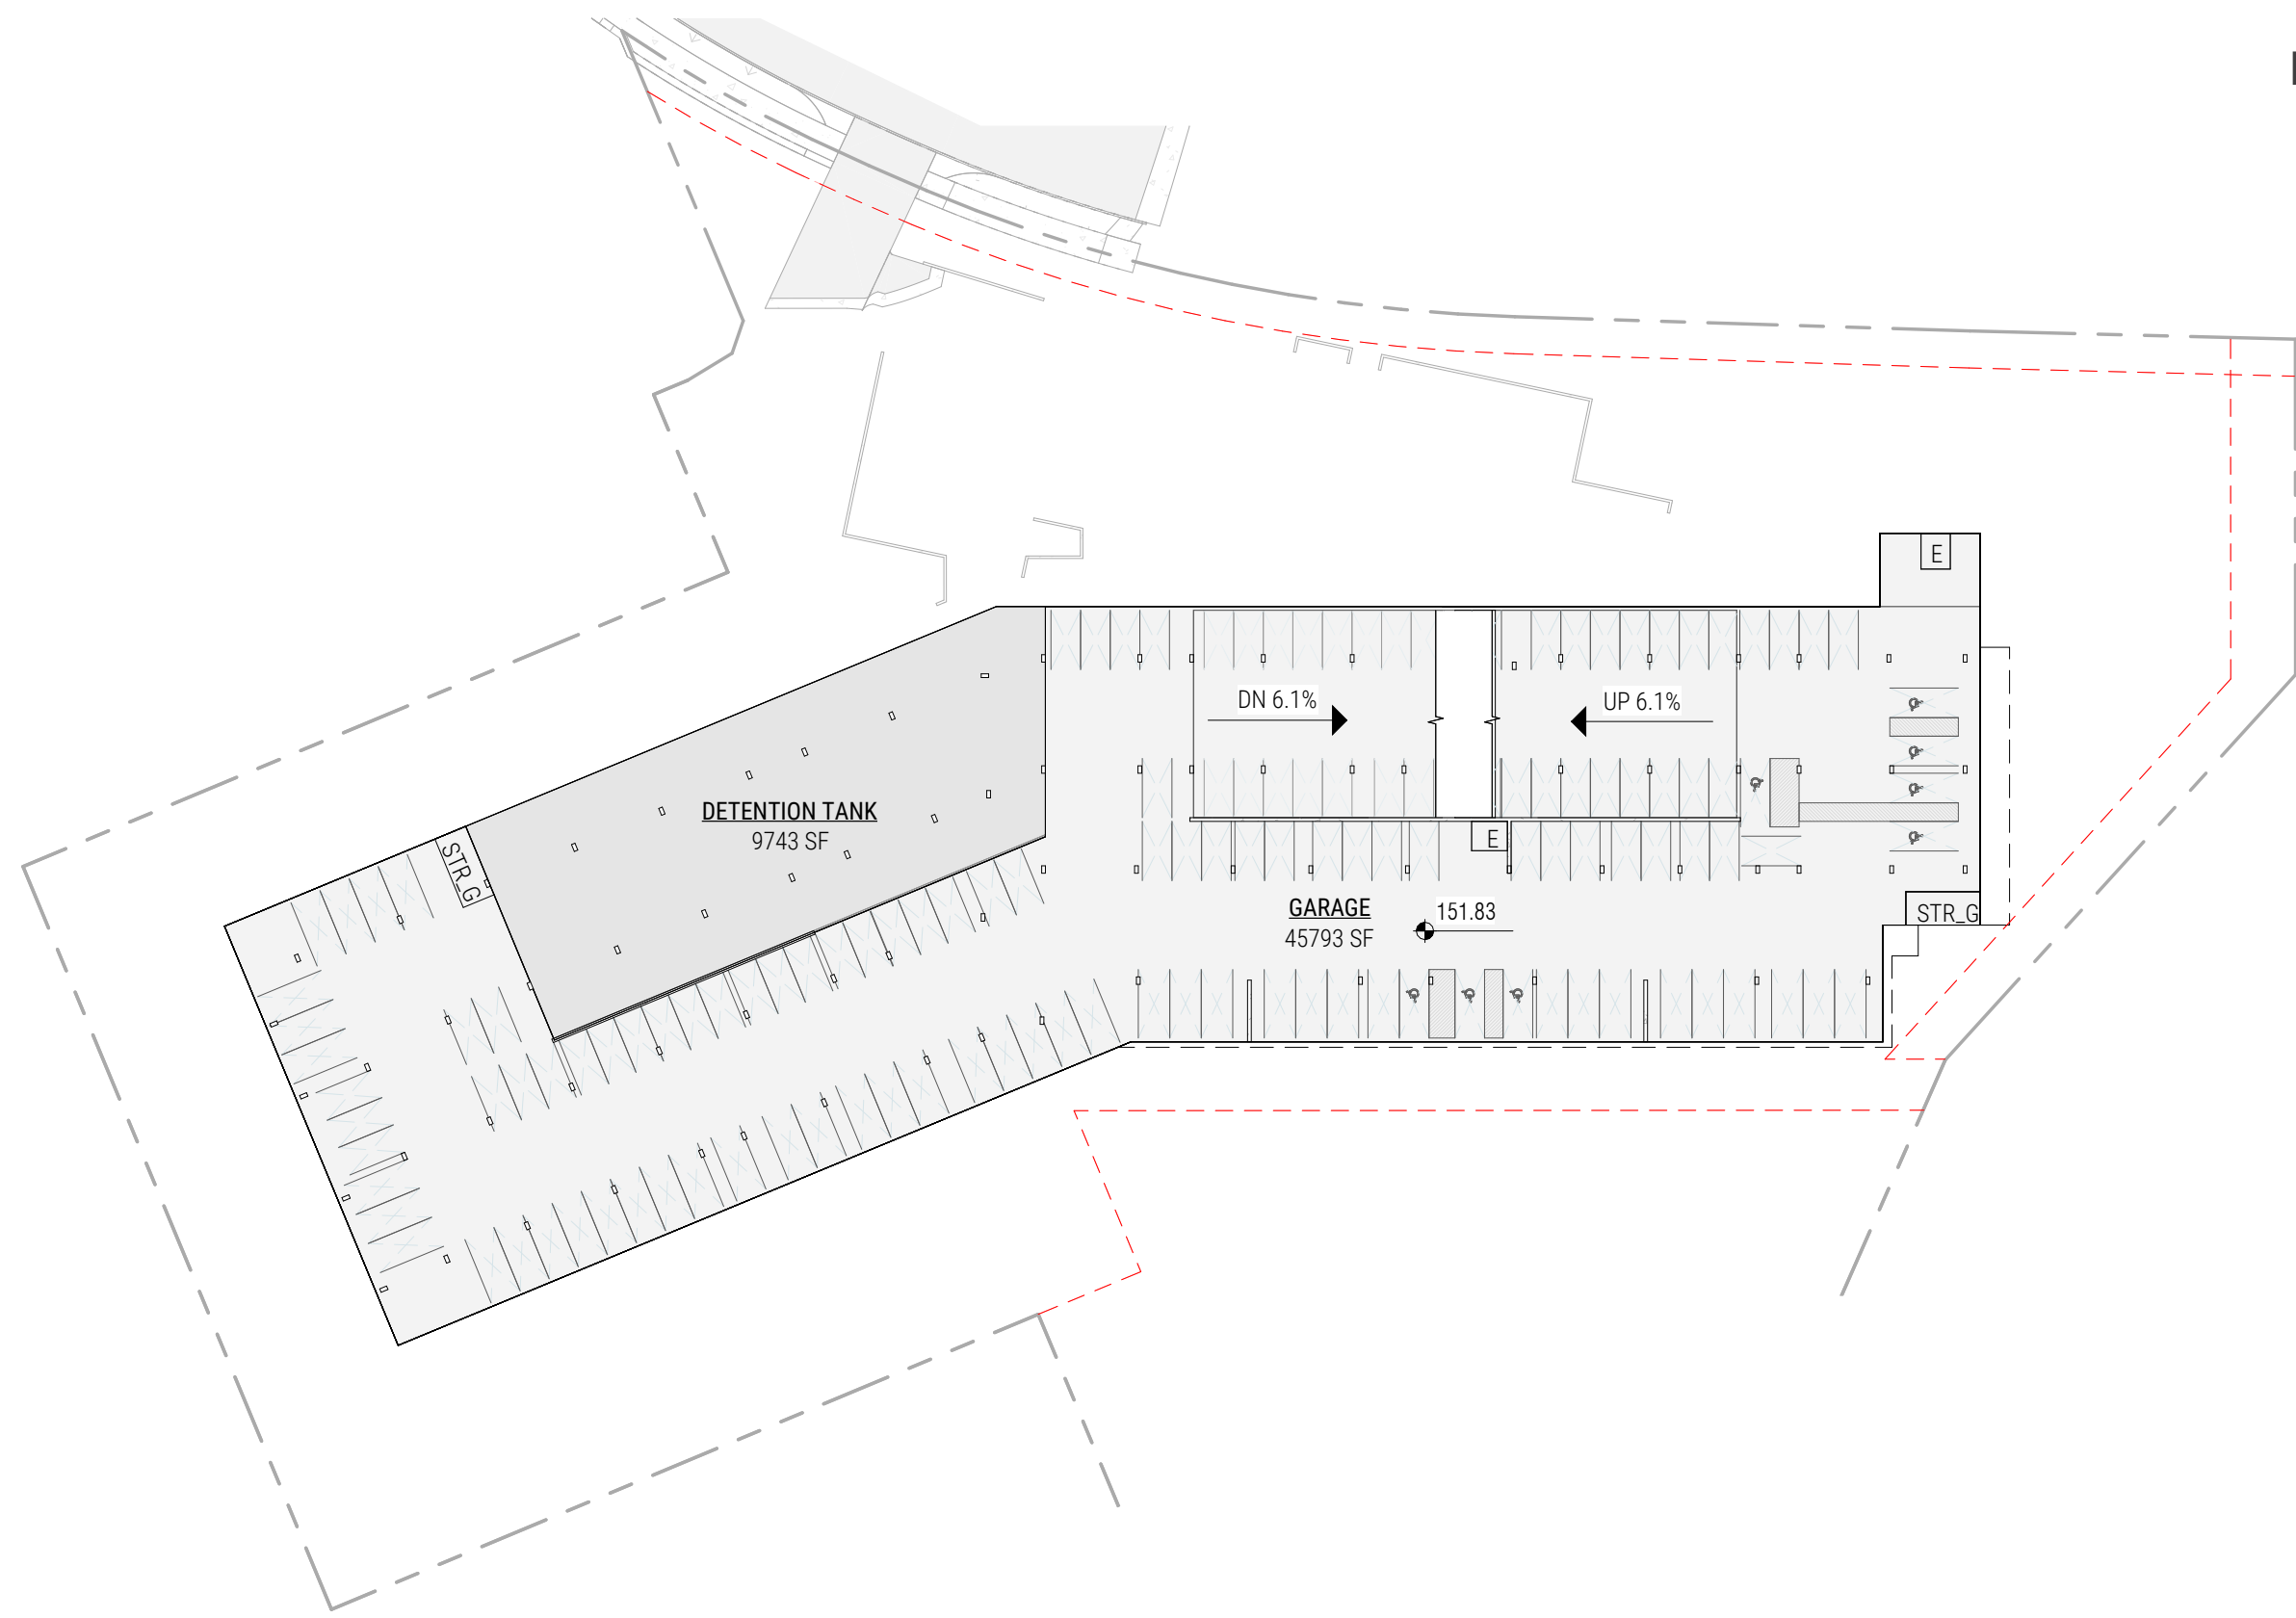 E
DN 6.1%
UP 6.1%
DETENTION TANK
9743 SF
E
STR_G
GARAGE
45793 SF
151.83
STR_G